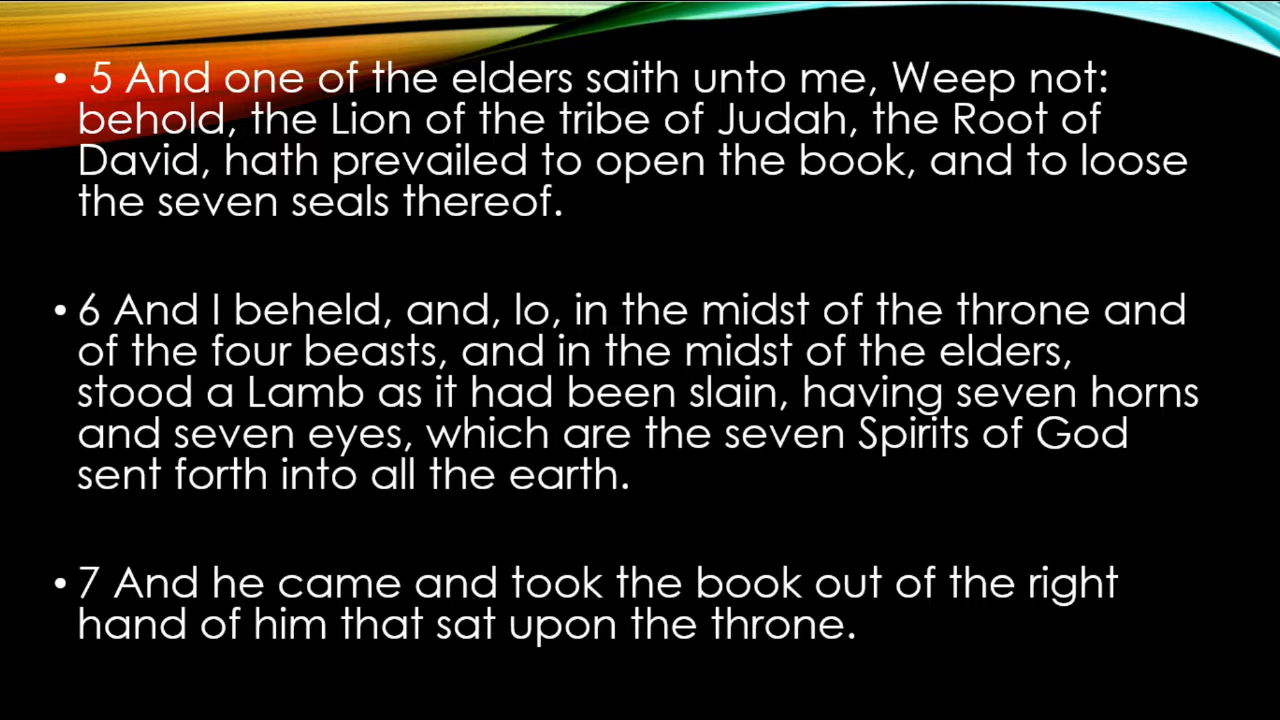 • 5 And one of the elders saith unto me, Weep not:
behold, the Lion of the tribe of Judah, the Root of
David, hath prevailed to open the book, and to loose
the seven seals thereof.
• 6 And I beheld, and, lo, in the midst of the throne and
of the four beasts, and in the midst of the elders,
stood a Lamb as it had been slain, having seven horns
and seven eyes, which are the seven Spirits of God
sent forth into all the earth.
• 7 And he came and took the book out of the right
hand of him that sat upon the throne.